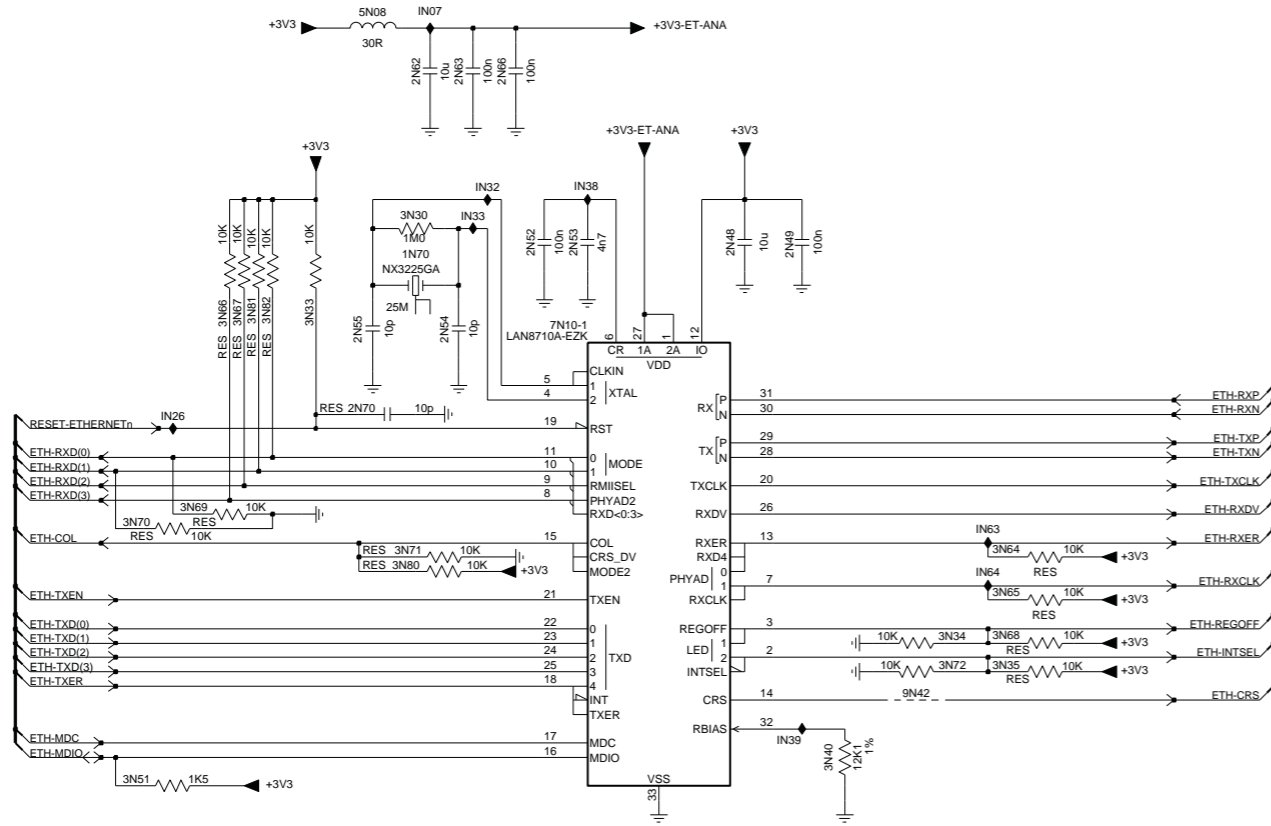 5N08 IN07
+3V3 +3V3-ET-ANA
30R
2N62 10u 2N63 100n 2N66 100n
+3V3-ET-ANA +3V3
+3V3
IN32 IN38
10K 10K 10K 10K 10K
3N30 IN33
1M0
1N70
NX3225GA
25M
2N52 100n 2N53 4n7
2N48 10u 2N49 100n
RES 3N66
RES 3N67
RES 3N81
RES 3N82
3N33
2N55 10p 2N54 10p
7N10-1
LAN8710A-EZK
6 27 1 12
CR 1A 2A IO
VDD
CLKIN
5 1
XTAL
4 2
31 RX P ETH-RXP
30 N ETH-RXN
RES 2N70 10p
IN26
RESET-ETHERNETn 19 RST
29 TX P ETH-TXP
28 N ETH-TXN
ETH-RXD(0) 11 0
MODE
ETH-RXD(1) 10 1
ETH-RXD(2) 9 RMIISEL
ETH-RXD(3) 8 PHYAD2
RXD<0:3>
TXCLK 20 ETH-TXCLK
RXDV 26 ETH-RXDV
3N69 10K
RES
3N70
RES 10K
ETH-COL 15 COL
CRS_DV
MODE2
RES 3N71 10K
RES 3N80 10K +3V3
RXER 13 IN63 ETH-RXER
RXD4 3N64 10K +3V3
RES
0
PHYAD
1 7 IN64 ETH-RXCLK
RXCLK 3N65 10K +3V3
RES
ETH-TXEN 21 TXEN
ETH-TXD(0) 22 0
ETH-TXD(1) 23 1
ETH-TXD(2) 24 2 TXD
ETH-TXD(3) 25 3
ETH-TXER 18 4
INT
TXER
REGOFF 3 ETH-REGOFF
10K 3N34 3N68 10K +3V3
RES
1
LED
2 2 ETH-INTSEL
INTSEL 10K 3N72 3N35 10K +3V3
RES
CRS 14 9N42 ETH-CRS
RBIAS 32 IN39
3N40 12K1 1%
ETH-MDC 17 MDC
ETH-MDIO 16 MDIO
3N51 1K5 +3V3
VSS
33